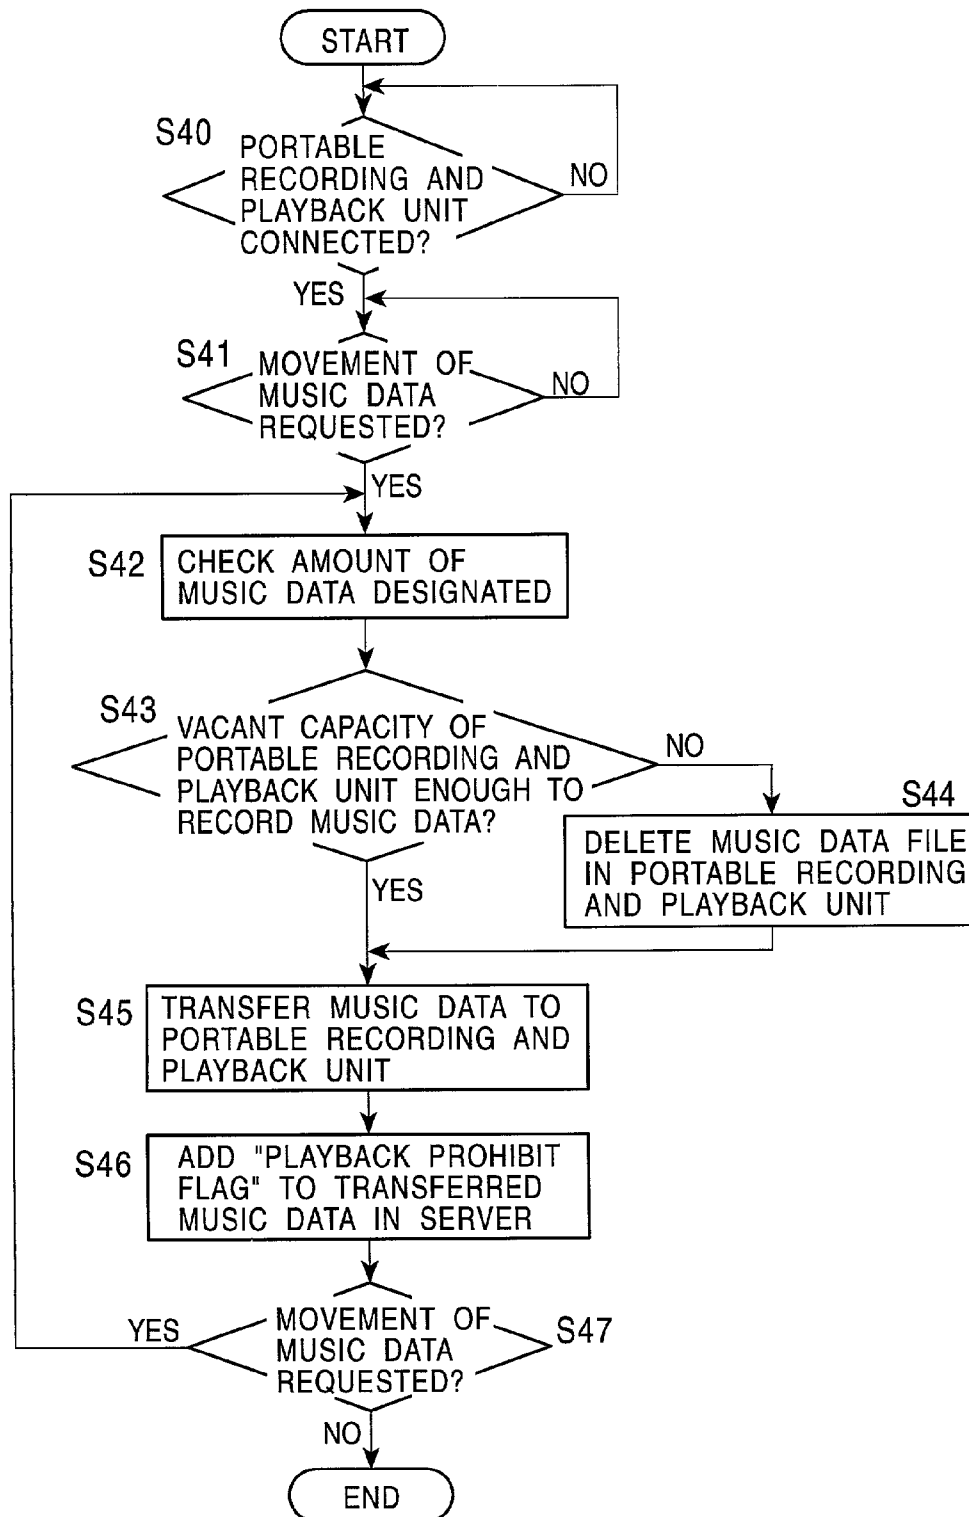 START
S40
PORTABLE
RECORDING AND
PLAYBACK UNIT
CONNECTED?
NO
YES
S41
MOVEMENT OF
MUSIC DATA
REQUESTED?
NO
YES
S42
CHECK AMOUNT OF
MUSIC DATA DESIGNATED
S43
VACANT CAPACITY OF
PORTABLE RECORDING AND
PLAYBACK UNIT ENOUGH TO
RECORD MUSIC DATA?
NO
YES
S44
DELETE MUSIC DATA FILE
IN PORTABLE RECORDING
AND PLAYBACK UNIT
S45
TRANSFER MUSIC DATA TO
PORTABLE RECORDING AND
PLAYBACK UNIT
S46
ADD "PLAYBACK PROHIBIT
FLAG" TO TRANSFERRED
MUSIC DATA IN SERVER
S47
MOVEMENT OF
MUSIC DATA
REQUESTED?
YES
NO
END